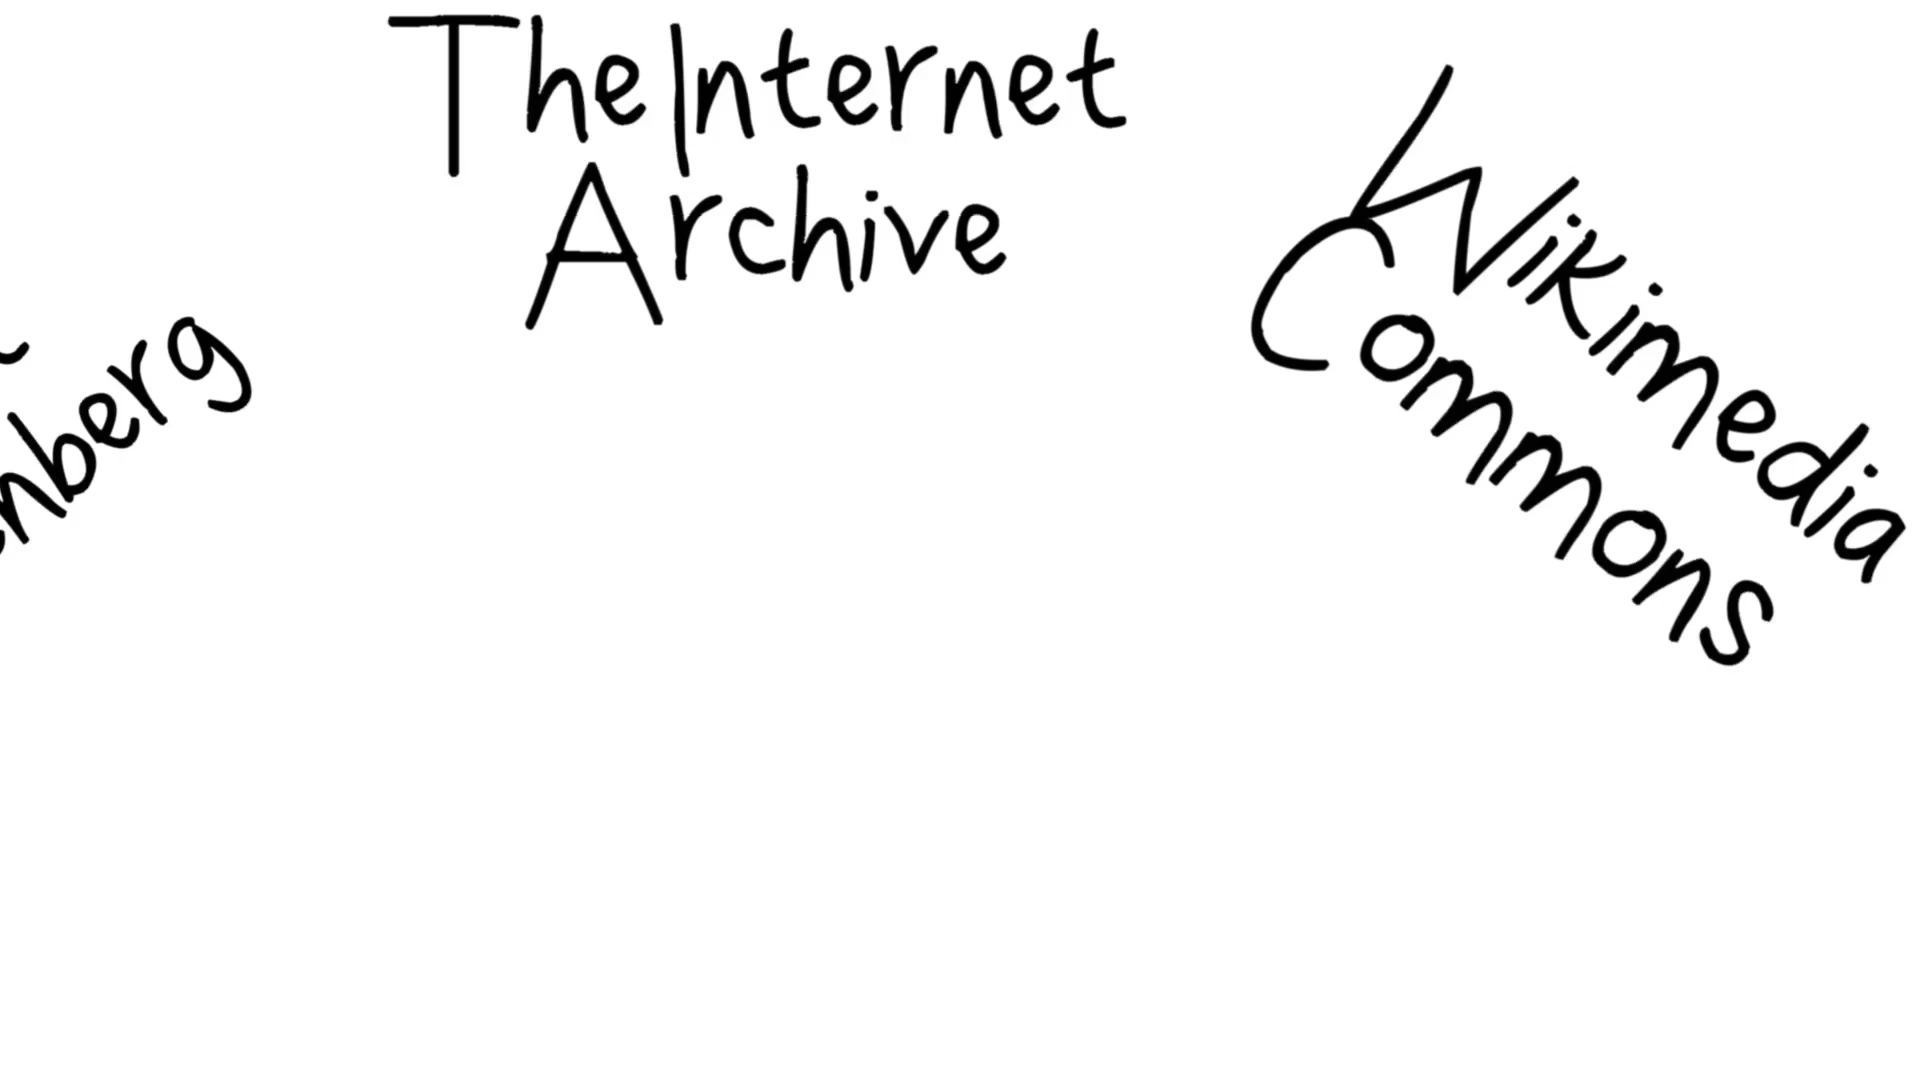 nberg
The Internet
Archive
Wikimedia
Commons